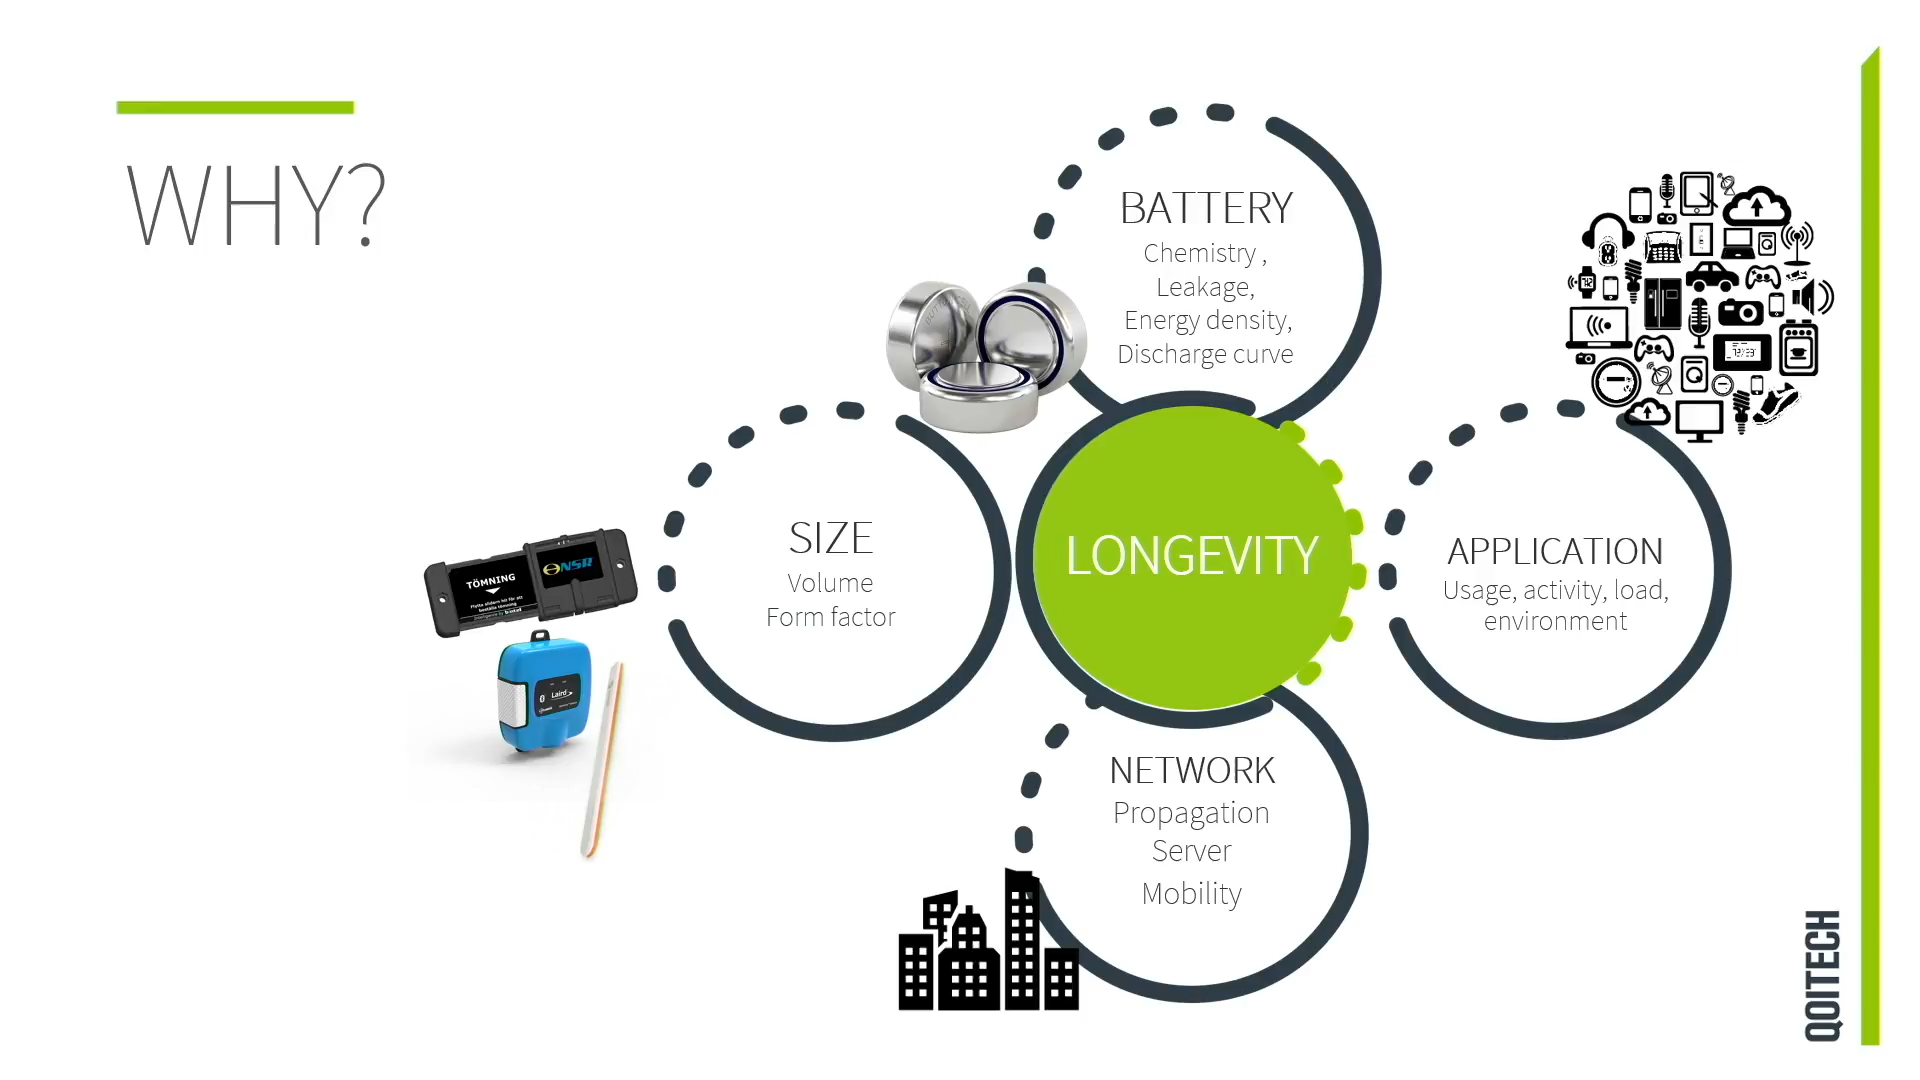 WHY?
BATTERY
Chemistry ,
Leakage,
Energy density,
Discharge curve
SIZE
Volume
Form factor
LONGEVITY
APPLICATION
Usage, activity, load,
environment
NETWORK
Propagation
Server
Mobility
TÖMNING
NSR
Laird
QOITECH